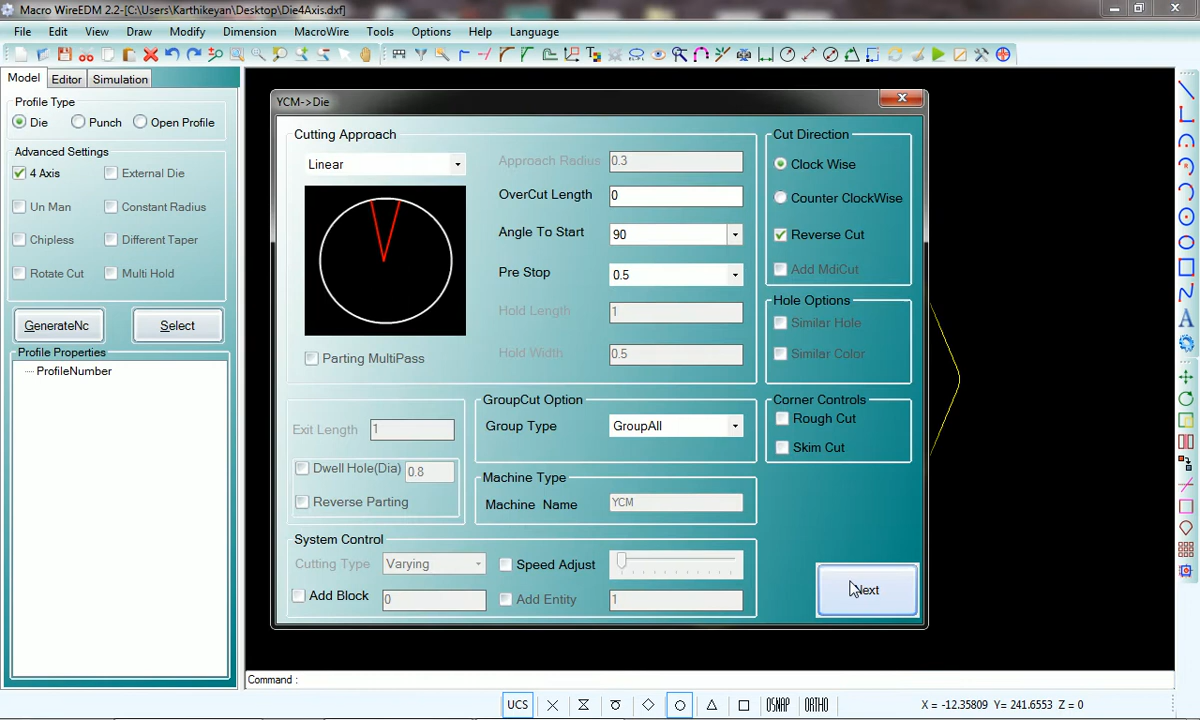 Macro WireEDM 2.2-[C:\Users\Karthikeyan\Desktop\Die4Axis.dxf]
File Edit View Draw Modify Dimension MacroWire Tools Options Help Language
Model Editor Simulation
Profile Type
Die Punch Open Profile
Advanced Settings
4 Axis External Die
Un Man Constant Radius
Chipless Different Taper
Rotate Cut Multi Hold
GenerateNc Select
Profile Properties
ProfileNumber
YCM->Die
Cutting Approach
Linear
Parting MultiPass
Approach Radius 0.3
OverCut Length 0
Angle To Start 90
Pre Stop 0.5
Hold Length 1
Hold Width 0.5
Cut Direction
Clock Wise
Counter ClockWise
Reverse Cut
Add MdiCut
Hole Options
Similar Hole
Similar Color
Exit Length 1
Dwell Hole(Dia) 0.8
Reverse Parting
GroupCut Option
Group Type GroupAll
Machine Type
Machine Name YCM
Corner Controls
Rough Cut
Skim Cut
System Control
Cutting Type Varying Speed Adjust
Add Block 0 Add Entity 1
Next
Command :
UCS OSNAP ORTHO X = -12.35809 Y= 241.6553 Z = 0